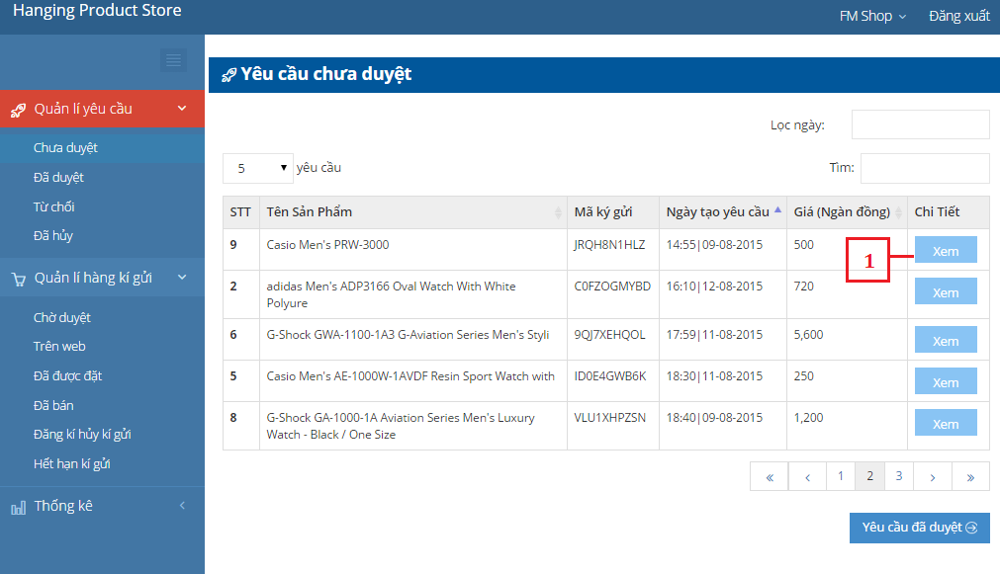 Hanging Product Store
FM Shop Đăng xuất
Quản lí yêu cầu
Chưa duyệt
Đã duyệt
Từ chối
Đã hủy
Quản lí hàng kí gửi
Chờ duyệt
Trên web
Đã được đặt
Đã bán
Đăng kí hủy kí gửi
Hết hạn kí gửi
Thống kê
Yêu cầu chưa duyệt
Lọc ngày:
5 yêu cầu Tìm:
STT Tên Sản Phẩm Mã ký gửi Ngày tạo yêu cầu Giá (Ngàn đồng) Chi Tiết
9 Casio Men's PRW-3000 JRQH8N1HLZ 14:55|09-08-2015 500 1 Xem
2 adidas Men's ADP3166 Oval Watch With White C0FZOGMYBD 16:10|12-08-2015 720 Xem
Polyure
6 G-Shock GWA-1100-1A3 G-Aviation Series Men's Styli 9QJ7XEHQOL 17:59|11-08-2015 5,600 Xem
5 Casio Men's AE-1000W-1AVDF Resin Sport Watch with ID0E4GWB6K 18:30|11-08-2015 250 Xem
8 G-Shock GA-1000-1A Aviation Series Men's Luxury VLU1XHPZSN 18:40|09-08-2015 1,200 Xem
Watch - Black / One Size
« ‹ 1 2 3 › »
Yêu cầu đã duyệt